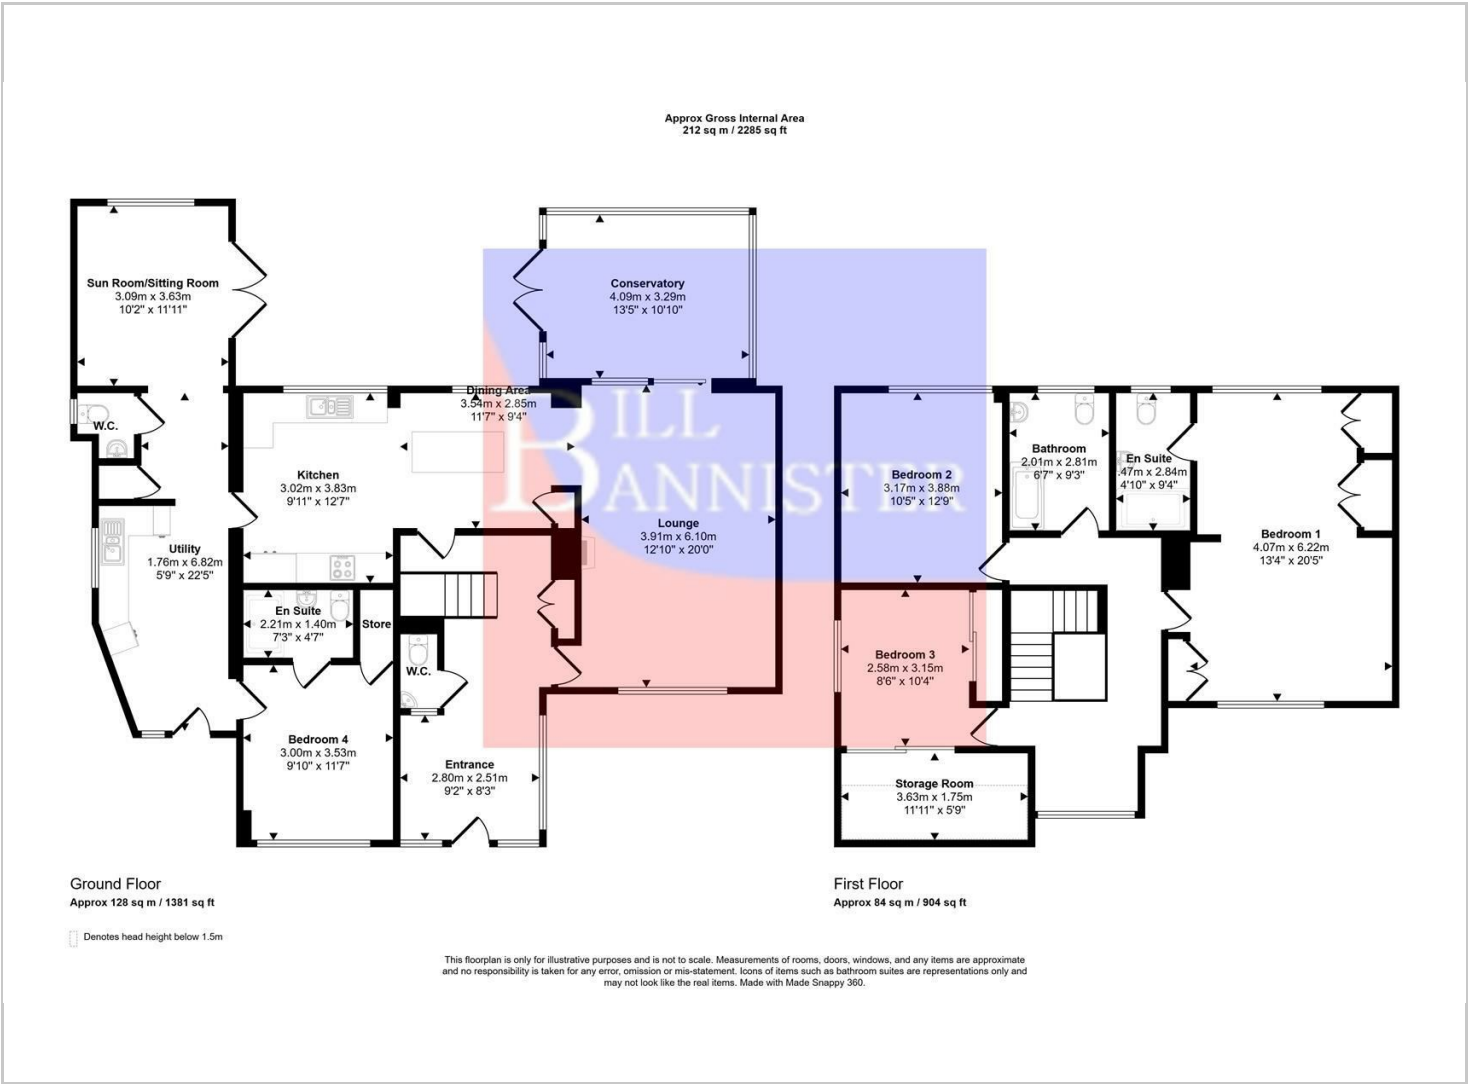 Approx Gross Internal Area
212 sq m / 2285 sq ft
Sun Room/Sitting Room
3.09m x 3.63m
10'2" x 11'11"
Conservatory
4.09m x 3.29m
13'5" x 10'10"
Dining Area
3.54m x 2.85m
11'7" x 9'4"
W.C.
Kitchen
3.02m x 3.83m
9'11" x 12'7"
BILL
BANNISTER
Lounge
3.91m x 6.10m
12'10" x 20'0"
Utility
1.76m x 6.82m
5'9" x 22'5"
En Suite
2.21m x 1.40m
7'3" x 4'7"
Store
W.C.
Bedroom 4
3.00m x 3.53m
9'10" x 11'7"
Entrance
2.80m x 2.51m
9'2" x 8'3"
Bedroom 2
3.17m x 3.88m
10'5" x 12'9"
Bathroom
2.01m x 2.81m
6'7" x 9'3"
En Suite
.47m x 2.84m
4'10" x 9'4"
Bedroom 1
4.07m x 6.22m
13'4" x 20'5"
Bedroom 3
2.58m x 3.15m
8'6" x 10'4"
Storage Room
3.63m x 1.75m
11'11" x 5'9"
Ground Floor
Approx 128 sq m / 1381 sq ft
First Floor
Approx 84 sq m / 904 sq ft
Denotes head height below 1.5m
This floorplan is only for illustrative purposes and is not to scale. Measurements of rooms, doors, windows, and any items are approximate
and no responsibility is taken for any error, omission or mis-statement. Icons of items such as bathroom suites are representations only and
may not look like the real items. Made with Made Snappy 360.